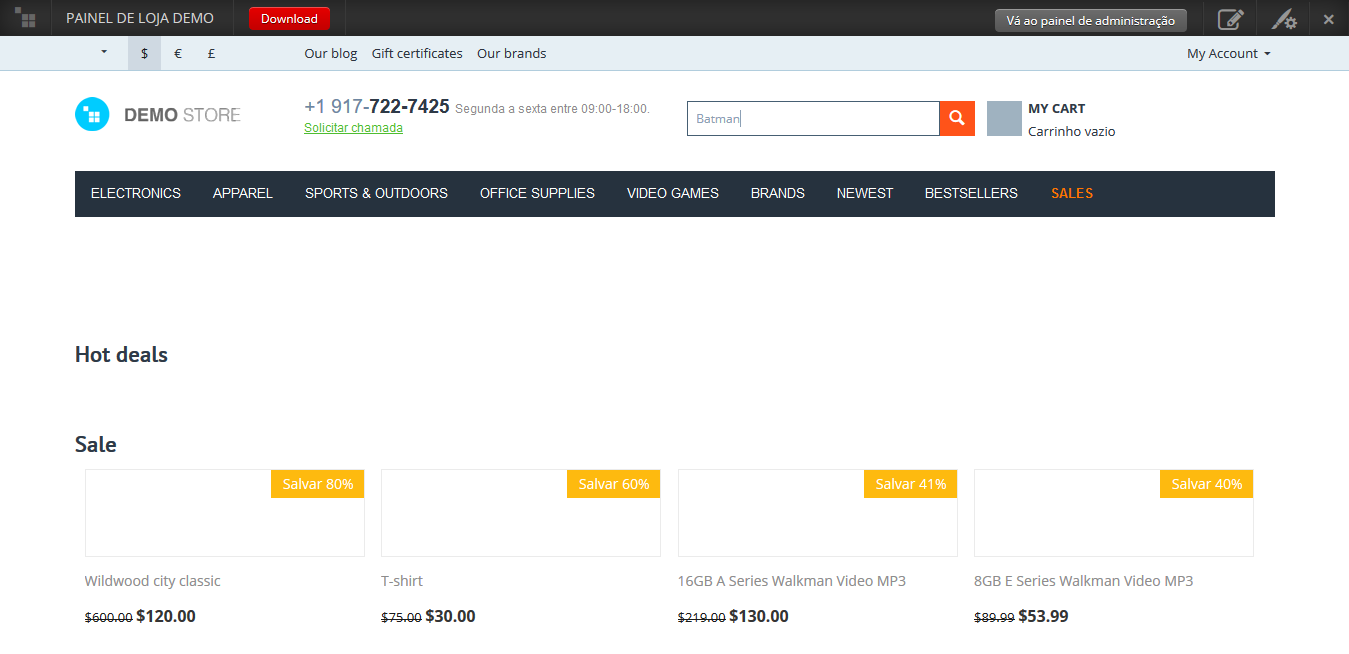 PAINEL DE LOJA DEMO Download Vá ao painel de administração ×
$ € £ Our blog Gift certificates Our brands My Account
DEMO STORE
+1 917-722-7425 Segunda a sexta entre 09:00-18:00.
Solicitar chamada
Batman
MY CART
Carrinho vazio
ELECTRONICS APPAREL SPORTS & OUTDOORS OFFICE SUPPLIES VIDEO GAMES BRANDS NEWEST BESTSELLERS SALES
Hot deals
Sale
Salvar 80% Salvar 60% Salvar 41% Salvar 40%
Wildwood city classic T-shirt 16GB A Series Walkman Video MP3 8GB E Series Walkman Video MP3
$600.00 $120.00 $75.00 $30.00 $219.00 $130.00 $89.99 $53.99